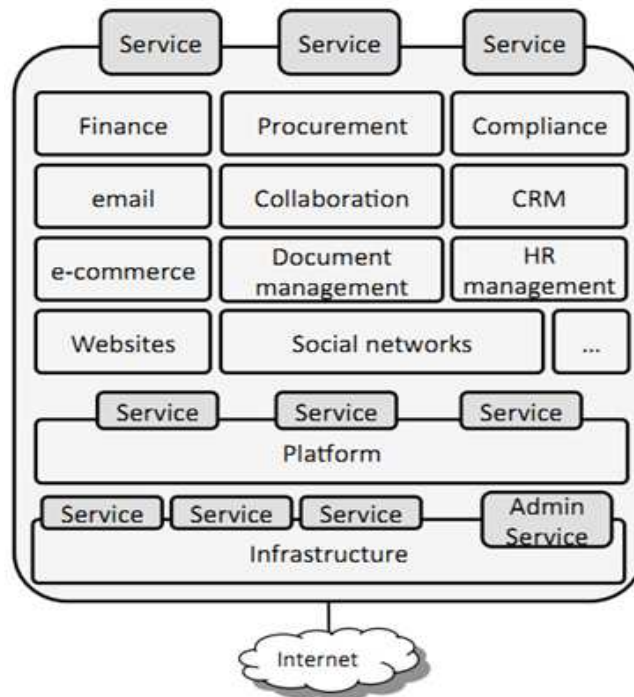 Service Service Service
Finance Procurement Compliance
email Collaboration CRM
e-commerce Document management HR management
Websites Social networks ...
Service Service Service
Platform
Service Service Service Admin Service
Infrastructure
Internet